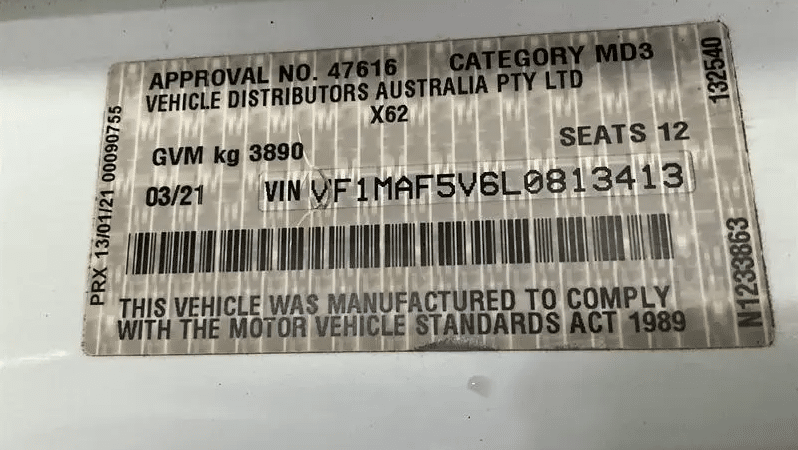 APPROVAL NO. 47616 CATEGORY MD3
VEHICLE DISTRIBUTORS AUSTRALIA PTY LTD
X62
GVM kg 3890 SEATS 12
03/21 VIN VF1MAF5V6L0813413
THIS VEHICLE WAS MANUFACTURED TO COMPLY
WITH THE MOTOR VEHICLE STANDARDS ACT 1989
PRX 13/01/21 00090755
132540
N1233863